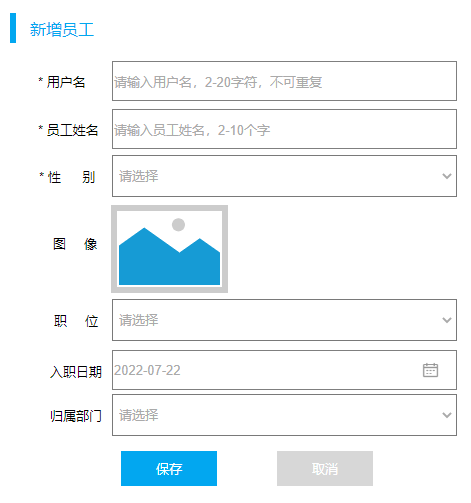 新增员工
* 用户名 请输入用户名，2-20字符，不可重复
* 员工姓名 请输入员工姓名，2-10个字
* 性 别 请选择
图 像
职 位 请选择
入职日期 2022-07-22
归属部门 请选择
保存 取消